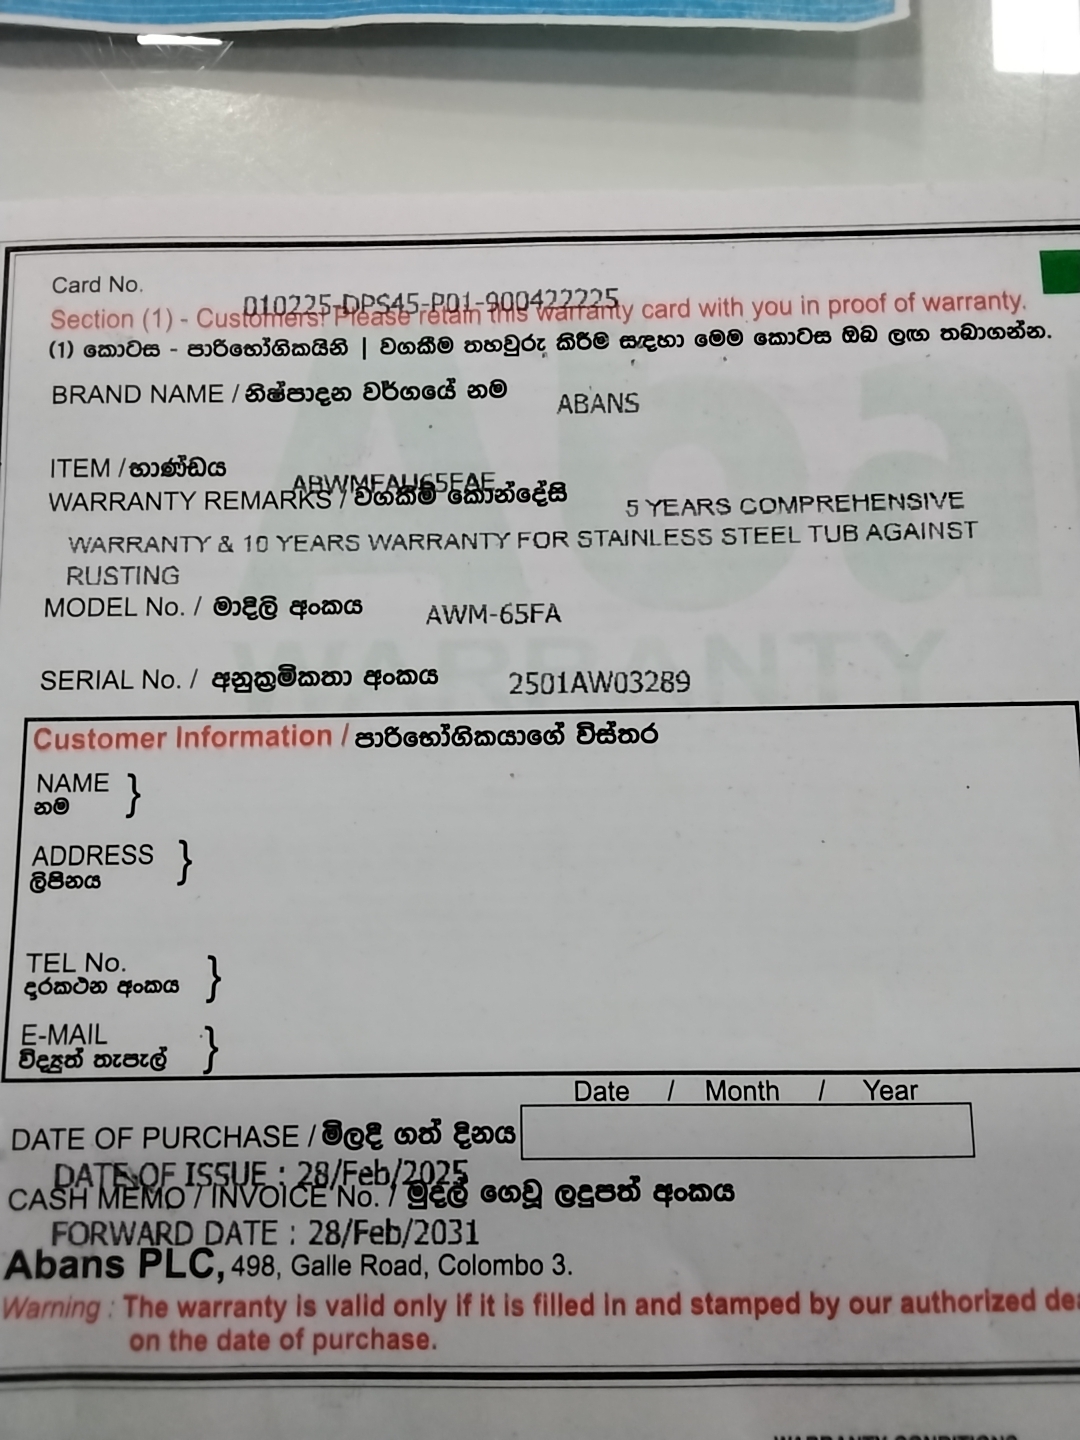 Card No.
010225-DPS45-P01-900422225
Section (1) - Customers! Please retain this warranty card with you in proof of warranty.
(1) කොටස - පාරිභෝගිකයිනි | වගකීම තහවුරු කිරීම සඳහා මෙම කොටස ඔබ ලඟ තබාගන්න.
BRAND NAME / නිෂ්පාදන වර්ගයේ නම ABANS
ITEM / භාණ්ඩය ABWMFAU65FAE
WARRANTY REMARKS / වගකීම් කොන්දේසි 5 YEARS COMPREHENSIVE
WARRANTY & 10 YEARS WARRANTY FOR STAINLESS STEEL TUB AGAINST
RUSTING
MODEL No. / මාදිලි අංකය AWM-65FA
SERIAL No. / අනුක්‍රමිකතා අංකය 2501AW03289
WARRANTY
Customer Information / පාරිභෝගිකයාගේ විස්තර
NAME
නම
ADDRESS
ලිපිනය
TEL No.
දුරකථන අංකය
E-MAIL
විද්‍යුත් තැපැල්
Date / Month / Year
DATE OF PURCHASE / මිලදී ගත් දිනය
DATE OF ISSUE : 28/Feb/2025
CASH MEMO / INVOICE No. / මුදල් ගෙවූ ලදුපත් අංකය
FORWARD DATE : 28/Feb/2031
Abans PLC, 498, Galle Road, Colombo 3.
Warning : The warranty is valid only if it is filled in and stamped by our authorized
on the date of purchase.
WARRANTY CONDITIONS